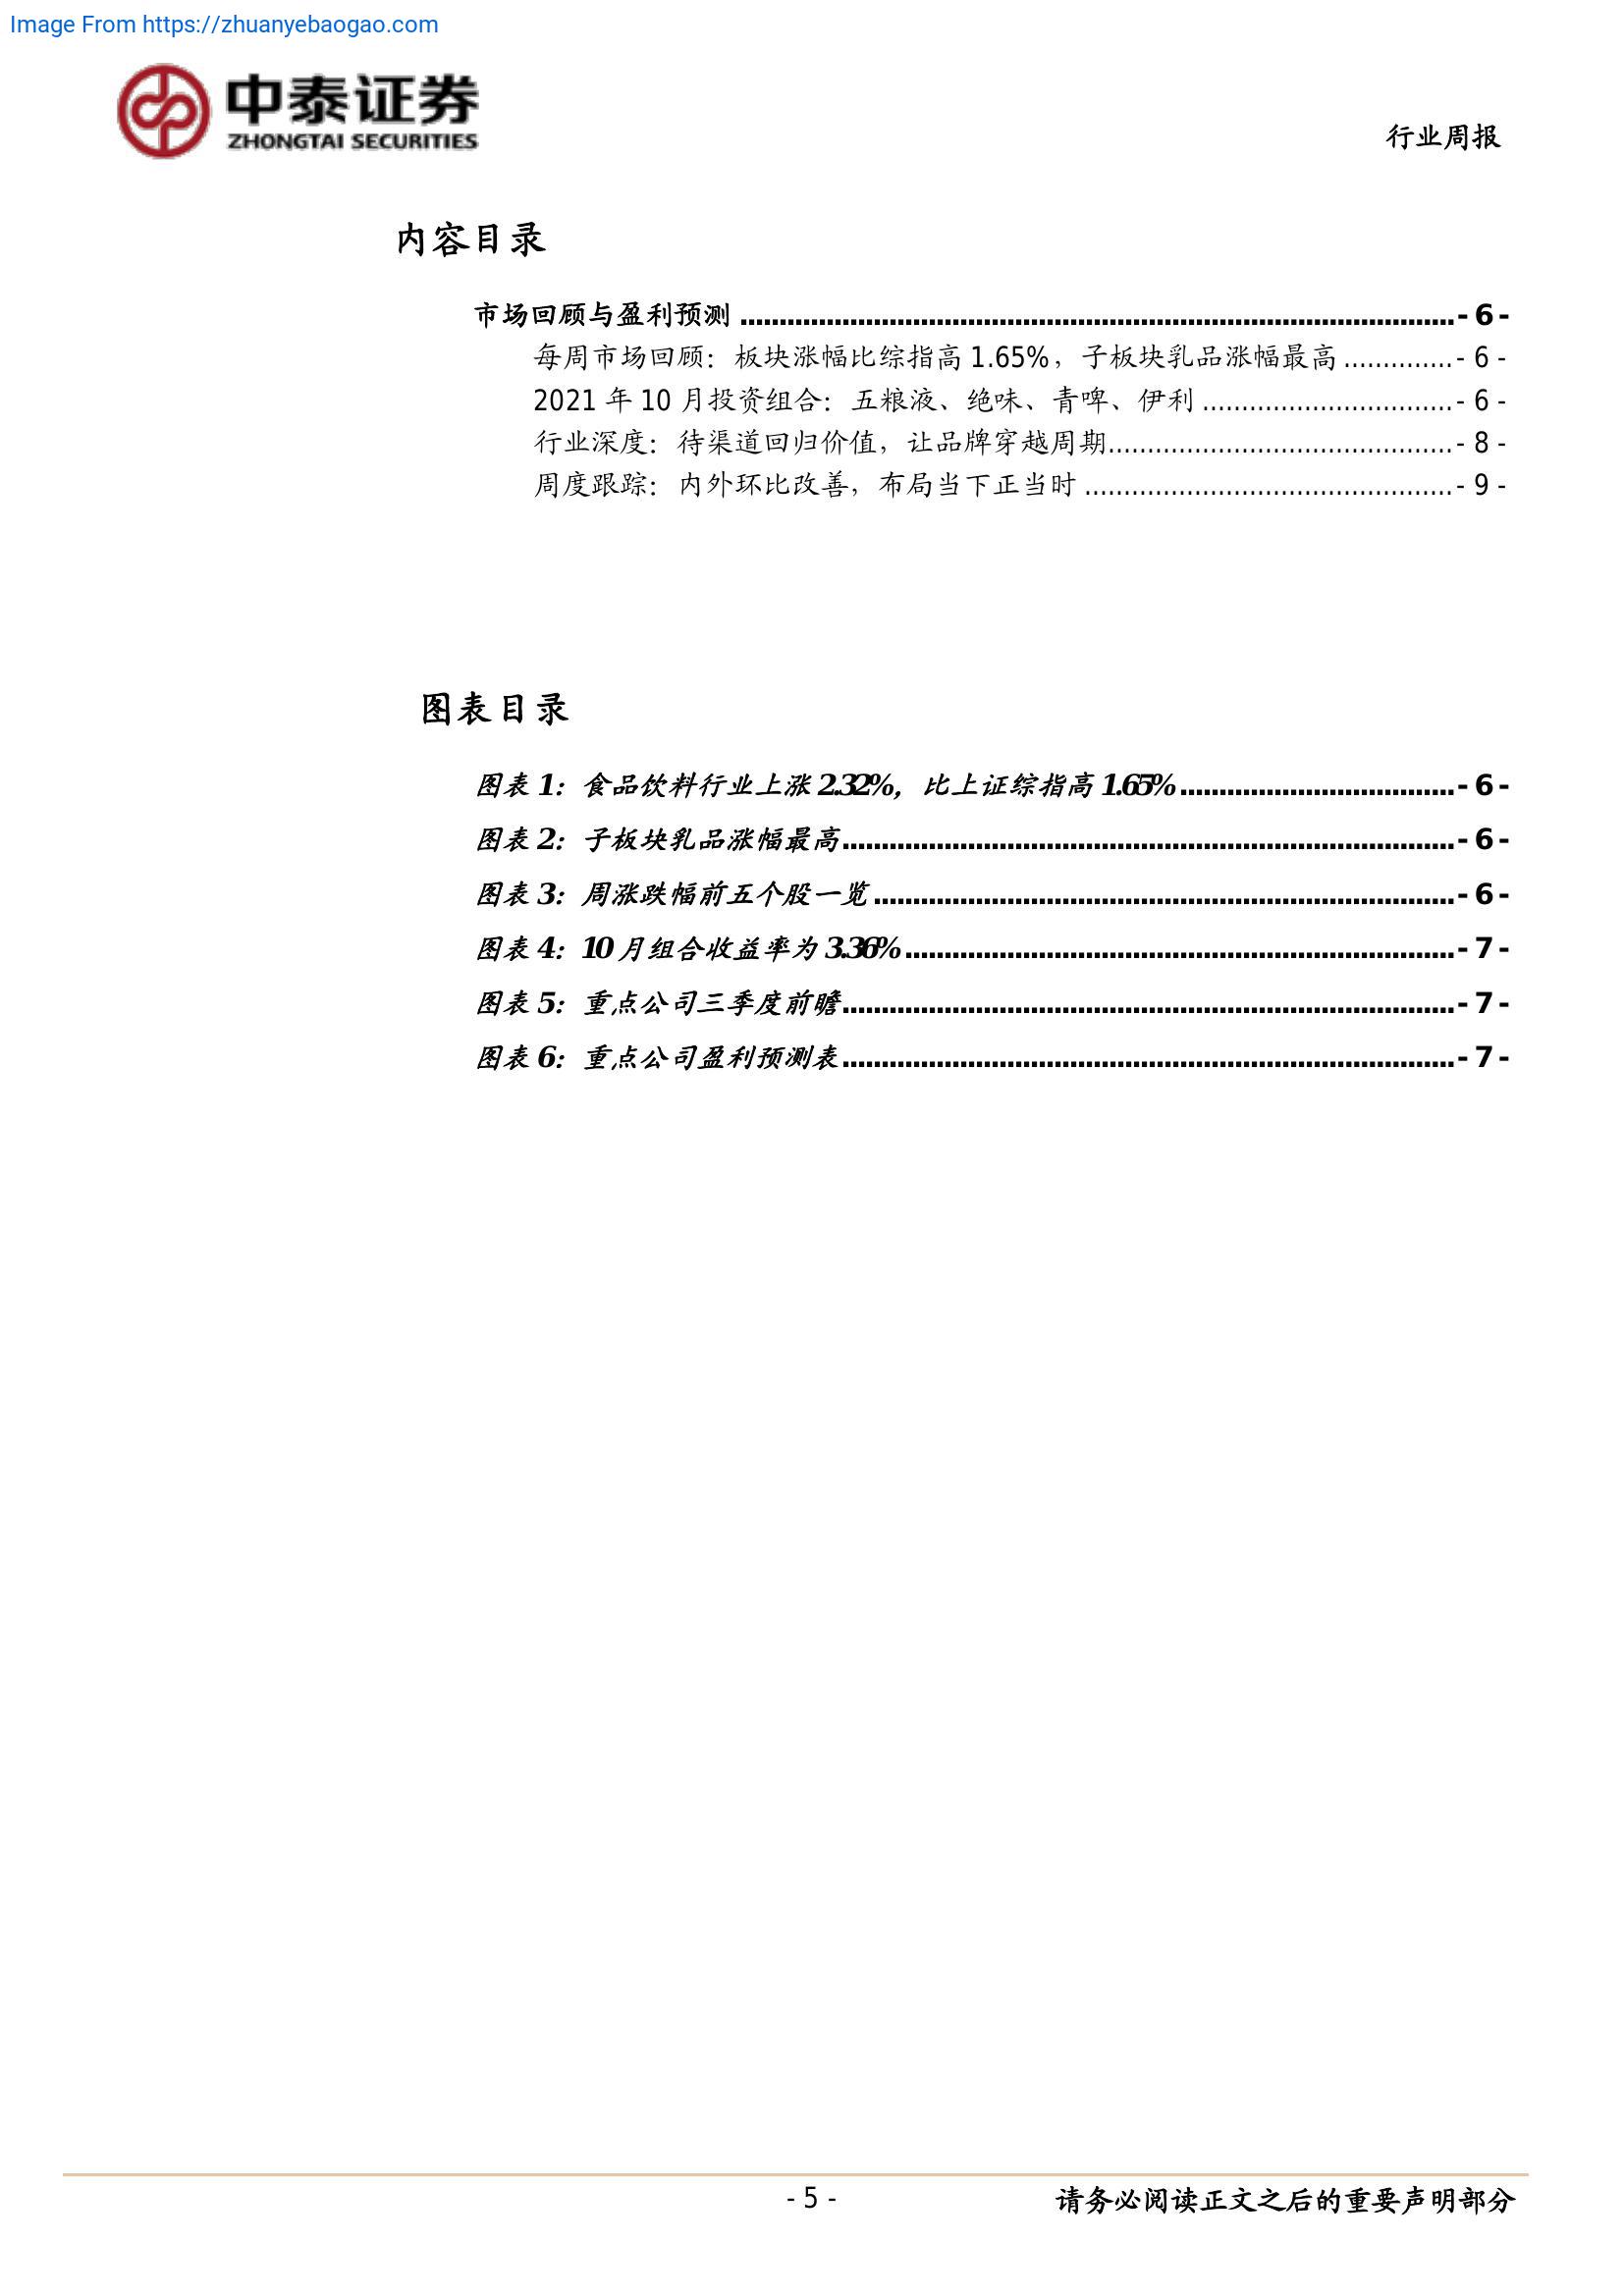 Image From https://zhuanyebaogao.com
中泰证券
ZHONGTAI SECURITIES
行业周报
内容目录
市场回顾与盈利预测 ........................................................................................- 6 -
每周市场回顾：板块涨幅比综指高 1.65%，子板块乳品涨幅最高 ..............- 6 -
2021 年 10 月投资组合：五粮液、绝味、青啤、伊利 ................................- 6 -
行业深度：待渠道回归价值，让品牌穿越周期............................................- 8 -
周度跟踪：内外环比改善，布局当下正当时 ...............................................- 9 -
图表目录
图表 1：食品饮料行业上涨 2.32%，比上证综指高 1.65% ..................................- 6 -
图表 2：子板块乳品涨幅最高...........................................................................- 6 -
图表 3：周涨跌幅前五个股一览 .......................................................................- 6 -
图表 4：10 月组合收益率为 3.36% ....................................................................- 7 -
图表 5：重点公司三季度前瞻...........................................................................- 7 -
图表 6：重点公司盈利预测表...........................................................................- 7 -
- 5 -
请务必阅读正文之后的重要声明部分